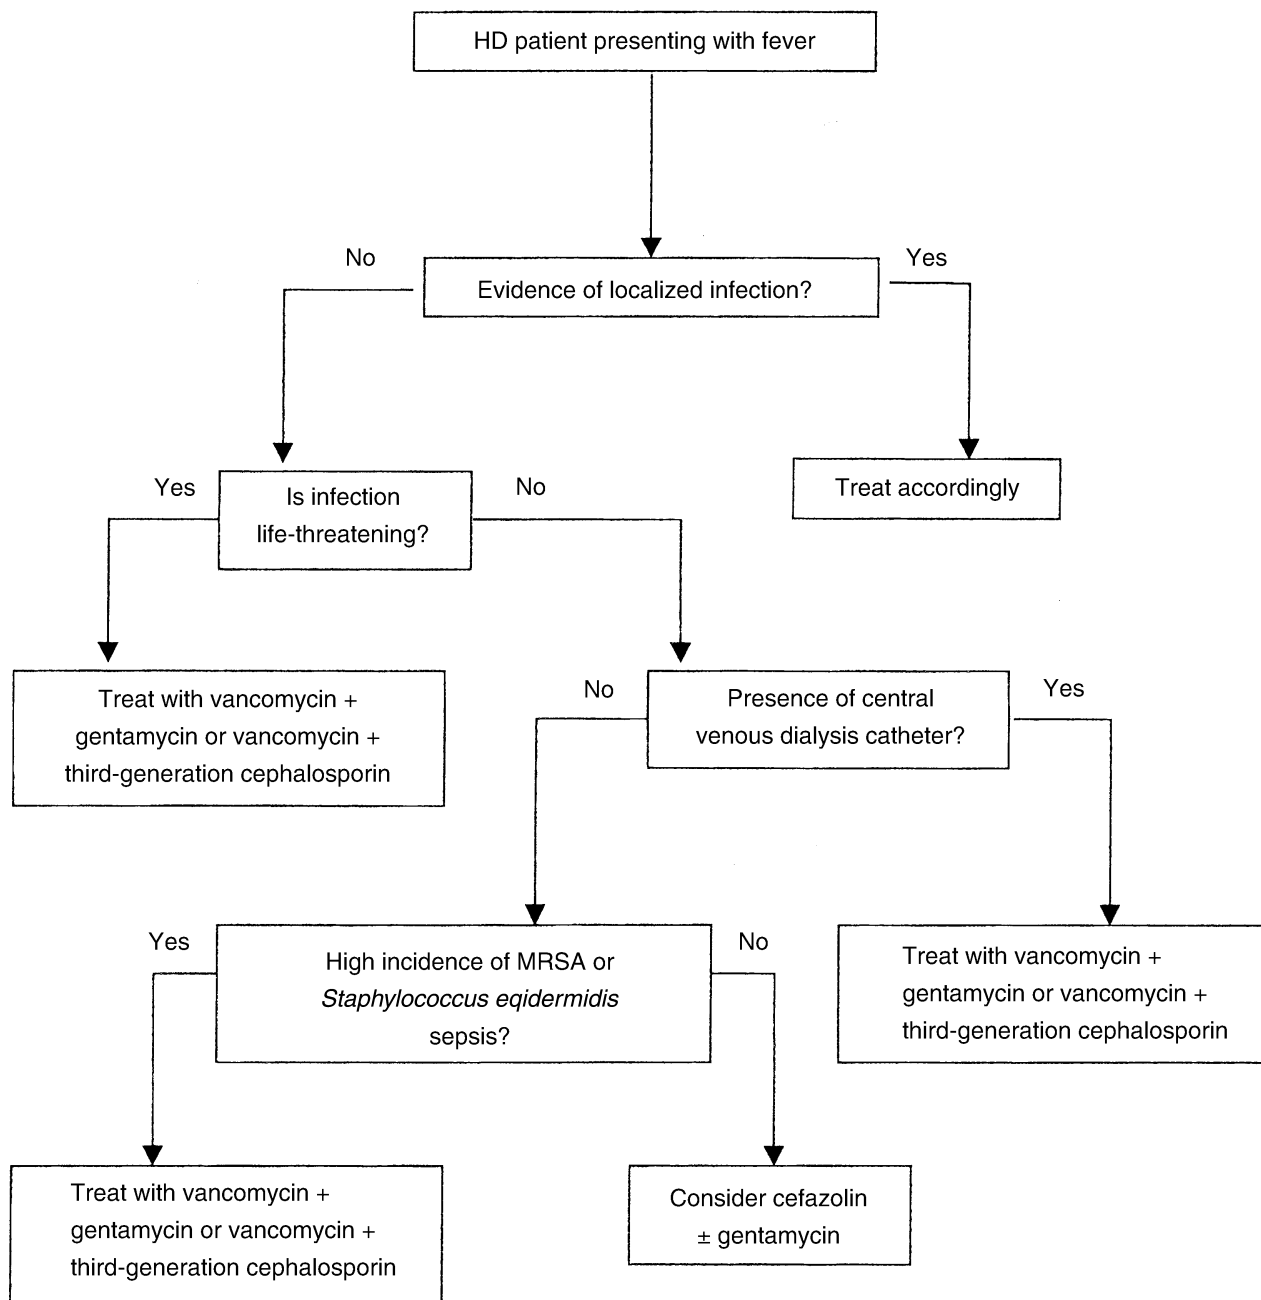 HD patient presenting with fever
No
Yes
Evidence of localized infection?
Yes
Is infection
life-threatening?
No
Treat accordingly
Treat with vancomycin +
gentamycin or vancomycin +
third-generation cephalosporin
No
Presence of central
venous dialysis catheter?
Yes
Yes
High incidence of MRSA or
Staphylococcus eqidermidis
sepsis?
No
Treat with vancomycin +
gentamycin or vancomycin +
third-generation cephalosporin
Treat with vancomycin +
gentamycin or vancomycin +
third-generation cephalosporin
Consider cefazolin
± gentamycin